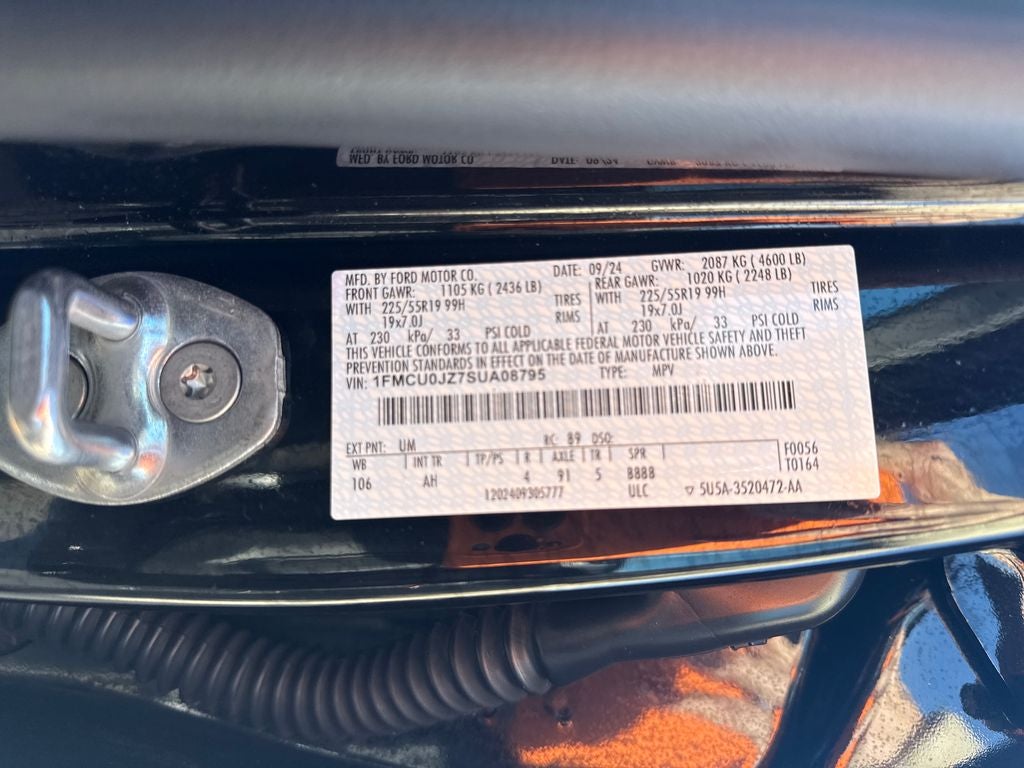 MFD. BY FORD MOTOR CO. DATE: 09/24 GVWR: 2087 KG ( 4600 LB)
FRONT GAWR: 1105 KG ( 2436 LB) REAR GAWR: 1020 KG ( 2248 LB)
WITH 225/55R19 99H TIRES WITH 225/55R19 99H TIRES
19x7.0J RIMS 19x7.0J RIMS
AT 230 kPa/ 33 PSI COLD AT 230 kPa/ 33 PSI COLD
THIS VEHICLE CONFORMS TO ALL APPLICABLE FEDERAL MOTOR VEHICLE SAFETY AND THEFT
PREVENTION STANDARDS IN EFFECT ON THE DATE OF MANUFACTURE SHOWN ABOVE.
VIN: 1FMCU0JZ7SUA08795 TYPE: MPV
EXT PNT: UM RC: 89 DSO: F0056
WB INT TR TP/PS R AXLE TR SPR T0164
106 AH 4 91 5 BBBB
1202409305777 ULC 5U5A-3520472-AA